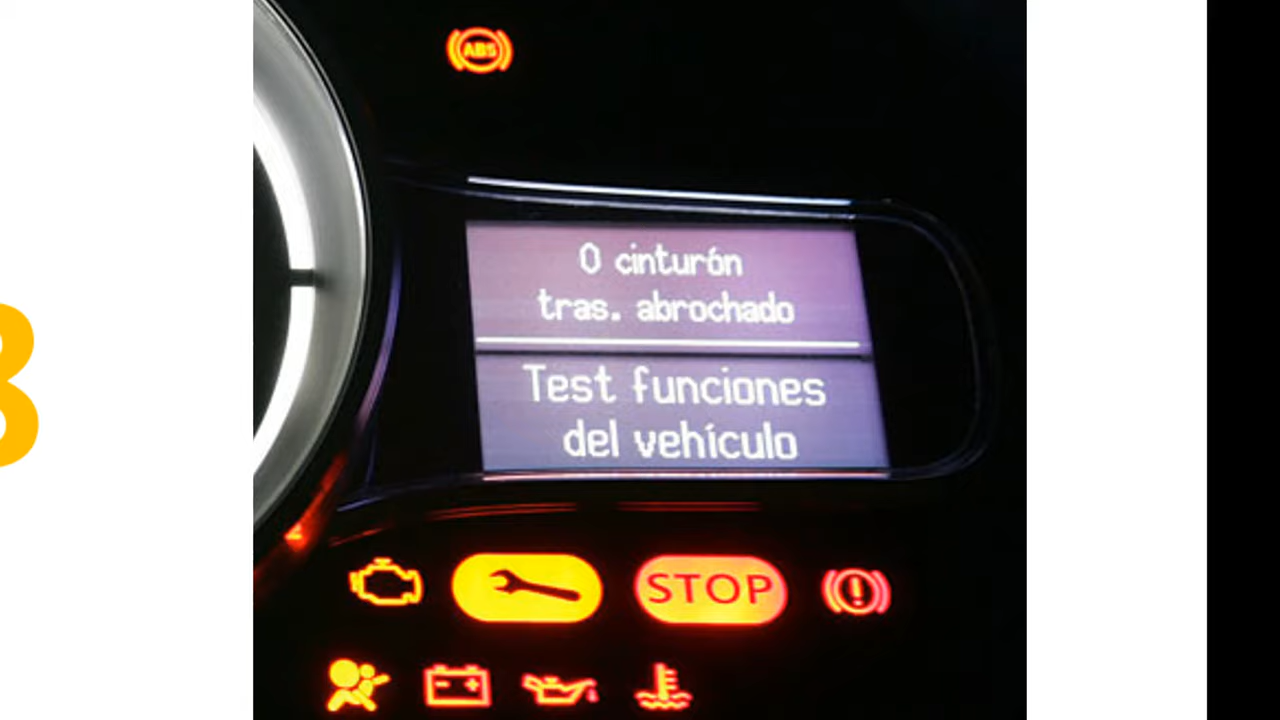 ABS
0 cinturón
tras. abrochado
Test funciones
del vehículo
STOP